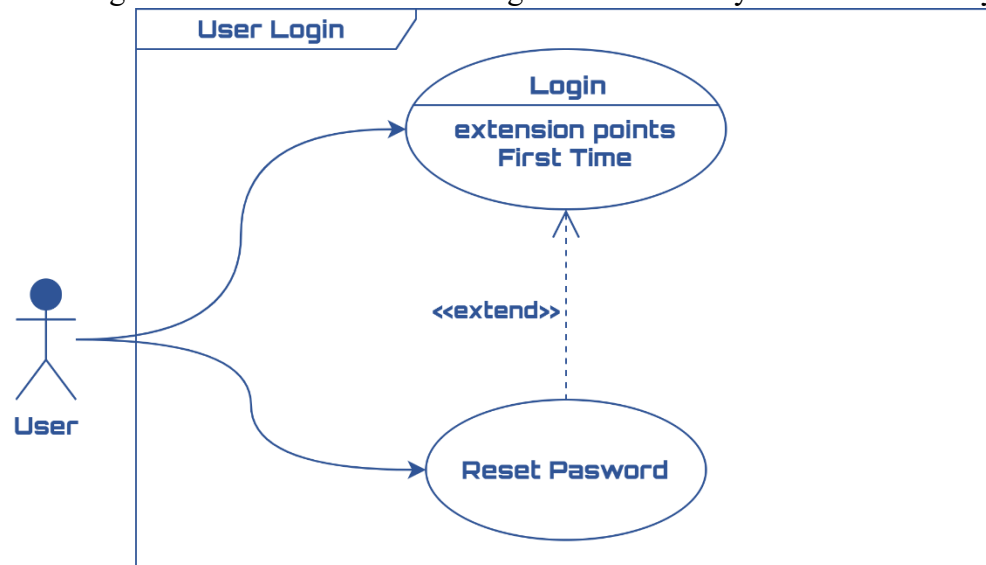 User Login
Login
extension points
First Time
<<extend>>
User
Reset Pasword